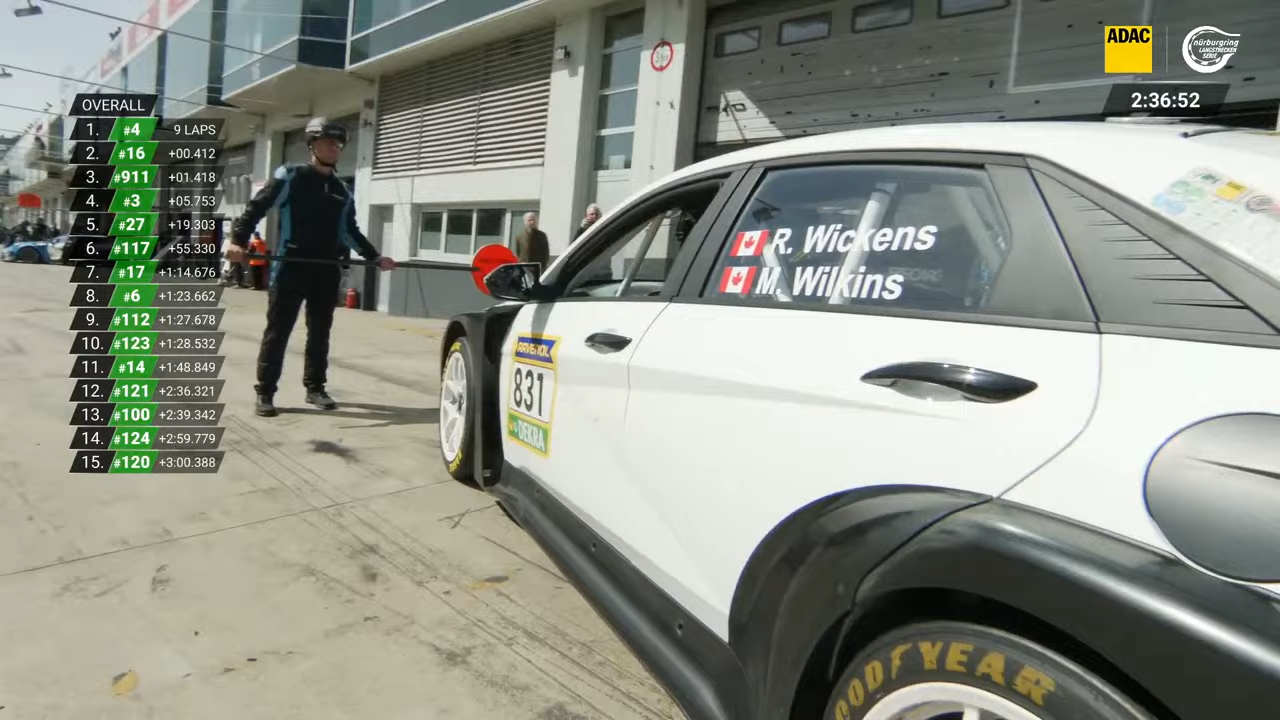 ADAC
nürburgring
LANGSTRECKEN
SERIE
2:36:52
OVERALL
1. #4 9 LAPS
2. #16 +00.412
3. #911 +01.418
4. #3 +05.753
5. #27 +19.303
6. #117 +55.330
7. #17 +1:14.676
8. #6 +1:23.662
9. #112 +1:27.678
10. #123 +1:28.532
11. #14 +1:48.849
12. #121 +2:36.321
13. #100 +2:39.342
14. #124 +2:59.779
15. #120 +3:00.388
R. Wickens
M. Wilkins
RAVENOL
831
DEKRA
GOODYEAR